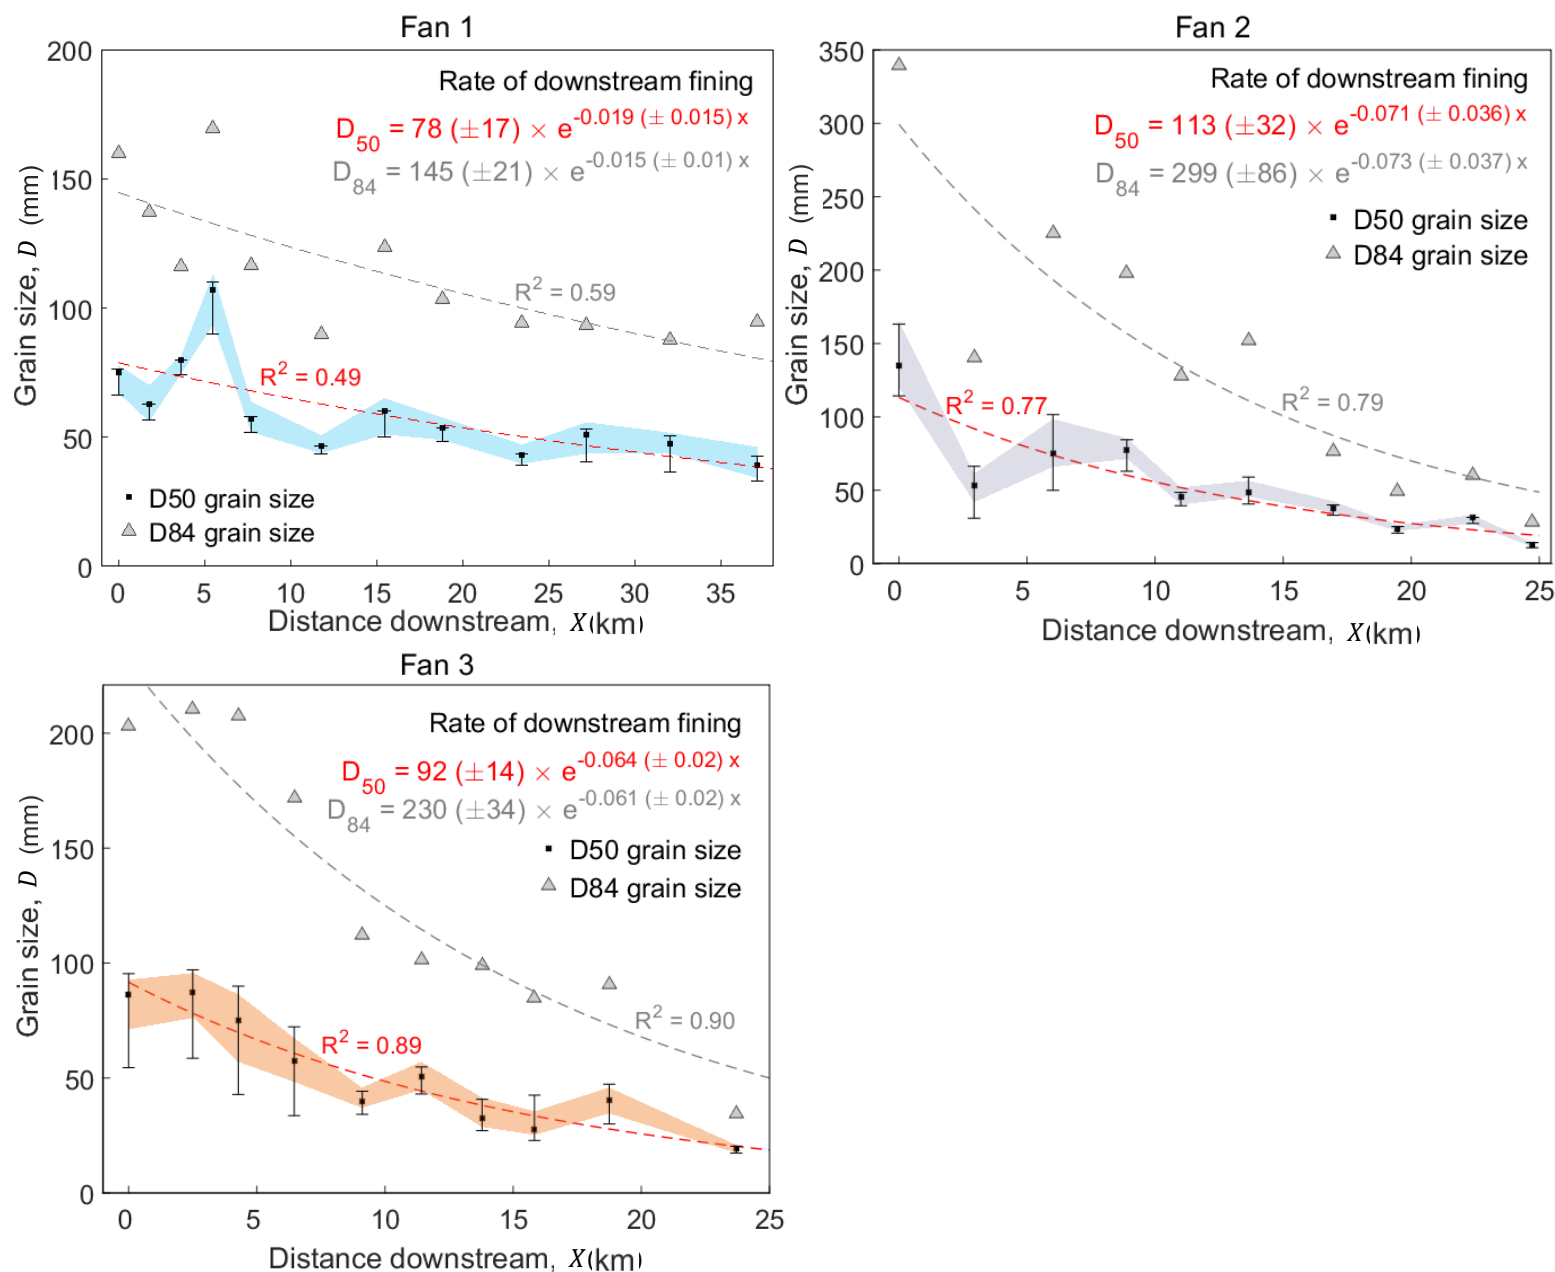 Fan 1
200
150
100
50
0
Grain size, D (mm)
Rate of downstream fining
D50 = 78 (±17) × e^-0.019 (± 0.015) x
D84 = 145 (±21) × e^-0.015 (± 0.01) x
R² = 0.59
R² = 0.49
D50 grain size
D84 grain size
0 5 10 15 20 25 30 35
Distance downstream, X(km)
Fan 2
350
300
250
200
150
100
50
0
Grain size, D (mm)
Rate of downstream fining
D50 = 113 (±32) × e^-0.071 (± 0.036) x
D84 = 299 (±86) × e^-0.073 (± 0.037) x
D50 grain size
D84 grain size
R² = 0.77
R² = 0.79
0 5 10 15 20 25
Distance downstream, X(km)
Fan 3
200
150
100
50
0
Grain size, D (mm)
Rate of downstream fining
D50 = 92 (±14) × e^-0.064 (± 0.02) x
D84 = 230 (±34) × e^-0.061 (± 0.02) x
D50 grain size
D84 grain size
R² = 0.90
R² = 0.89
0 5 10 15 20 25
Distance downstream, X(km)